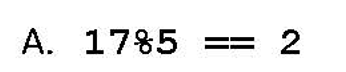 A. 17%5 == 2